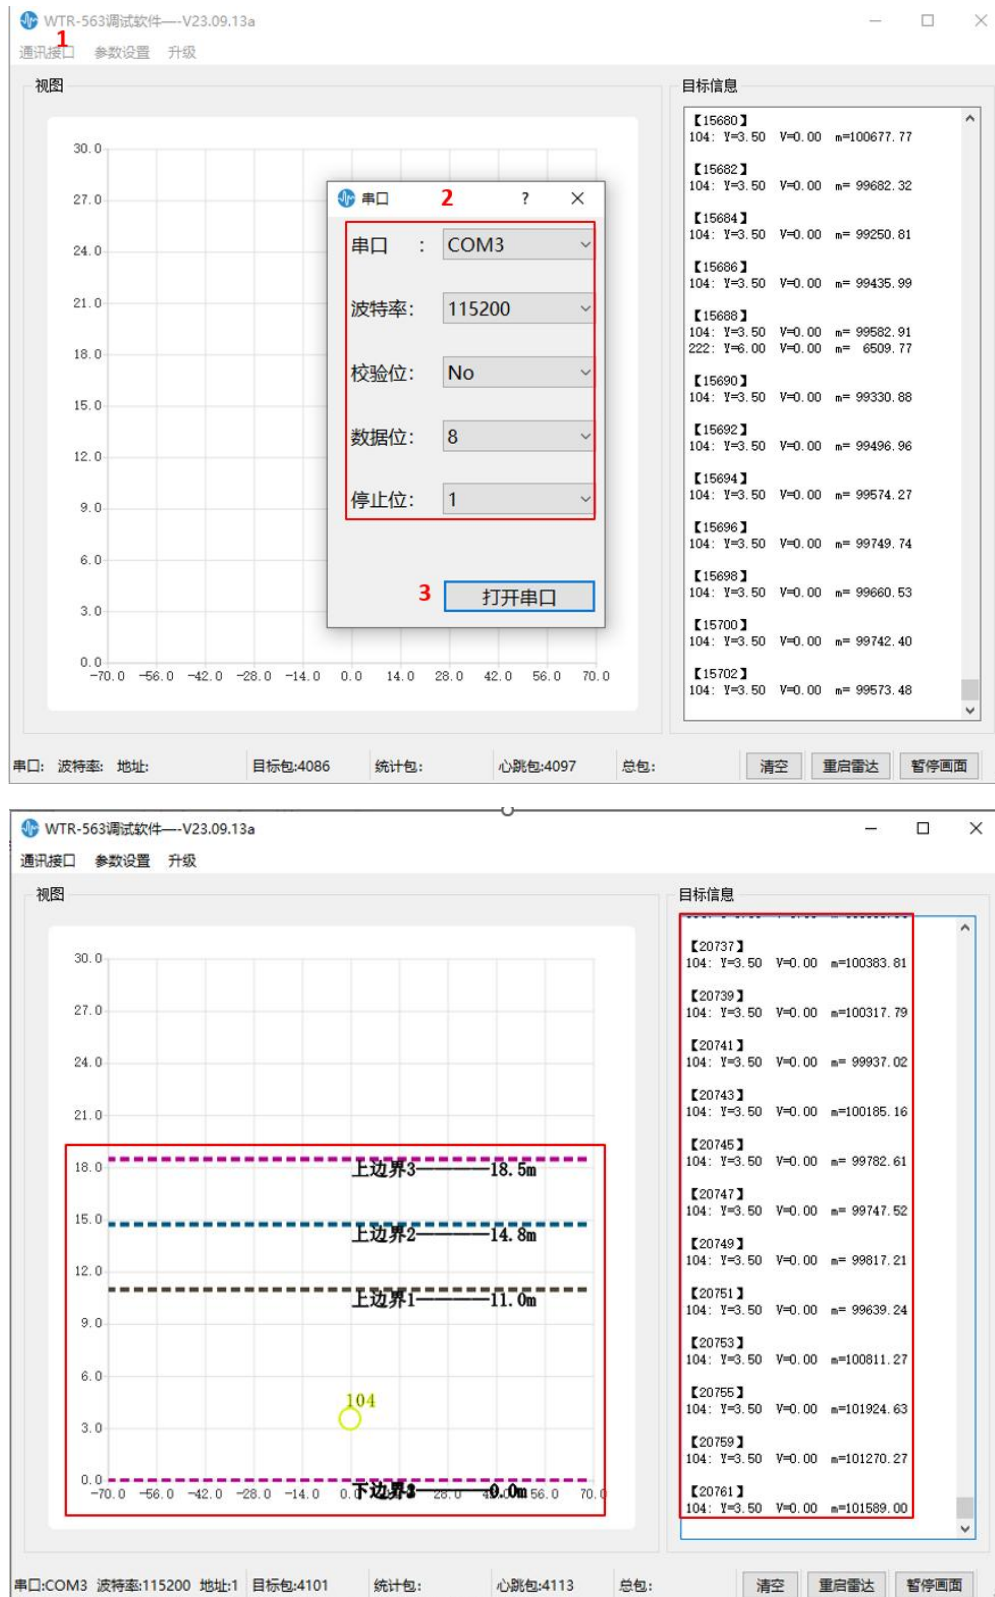 WTR-563调试软件—-V23.09.13a
1
通讯接口 参数设置 升级
视图
30.0
27.0
24.0
21.0
18.0
15.0
12.0
9.0
6.0
3.0
0.0
-70.0 -56.0 -42.0 -28.0 -14.0 0.0 14.0 28.0 42.0 56.0 70.0
串口 2 ?
串口 : COM3
波特率: 115200
校验位: No
数据位: 8
停止位: 1
3 打开串口
目标信息
【15680】
104: Y=3.50 V=0.00 m=100677.77
【15682】
104: Y=3.50 V=0.00 m= 99682.32
【15684】
104: Y=3.50 V=0.00 m= 99250.81
【15686】
104: Y=3.50 V=0.00 m= 99435.99
【15688】
104: Y=3.50 V=0.00 m= 99582.91
222: Y=6.00 V=0.00 m= 6509.77
【15690】
104: Y=3.50 V=0.00 m= 99330.88
【15692】
104: Y=3.50 V=0.00 m= 99496.96
【15694】
104: Y=3.50 V=0.00 m= 99574.27
【15696】
104: Y=3.50 V=0.00 m= 99749.74
【15698】
104: Y=3.50 V=0.00 m= 99660.53
【15700】
104: Y=3.50 V=0.00 m= 99742.40
【15702】
104: Y=3.50 V=0.00 m= 99573.48
串口: 波特率: 地址: 目标包:4086 统计包: 心跳包:4097 总包: 清空 重启雷达 暂停画面
WTR-563调试软件—-V23.09.13a
通讯接口 参数设置 升级
视图
30.0
27.0
24.0
21.0
18.0
上边界3————18.5m
15.0
上边界2————14.8m
12.0
上边界1————11.0m
9.0
6.0
104
3.0
0.0
下边界 0.0m
-70.0 -56.0 -42.0 -28.0 -14.0 28.0 56.0 70.0
目标信息
【20737】
104: Y=3.50 V=0.00 m=100383.81
【20739】
104: Y=3.50 V=0.00 m=100317.79
【20741】
104: Y=3.50 V=0.00 m= 99937.02
【20743】
104: Y=3.50 V=0.00 m=100185.16
【20745】
104: Y=3.50 V=0.00 m= 99782.61
【20747】
104: Y=3.50 V=0.00 m= 99747.52
【20749】
104: Y=3.50 V=0.00 m= 99817.21
【20751】
104: Y=3.50 V=0.00 m= 99639.24
【20753】
104: Y=3.50 V=0.00 m=100811.27
【20755】
104: Y=3.50 V=0.00 m=101924.63
【20759】
104: Y=3.50 V=0.00 m=101270.27
【20761】
104: Y=3.50 V=0.00 m=101589.00
串口:COM3 波特率:115200 地址:1 目标包:4101 统计包: 心跳包:4113 总包: 清空 重启雷达 暂停画面